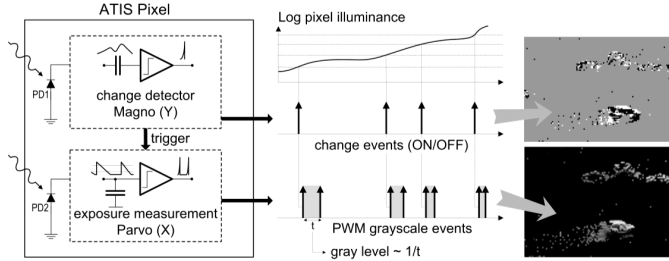 ATIS Pixel
PD1
change detector
Magno (Y)
trigger
PD2
exposure measurement
Parvo (X)
Log pixel illuminance
change events (ON/OFF)
t
PWM grayscale events
gray level ~ 1/t